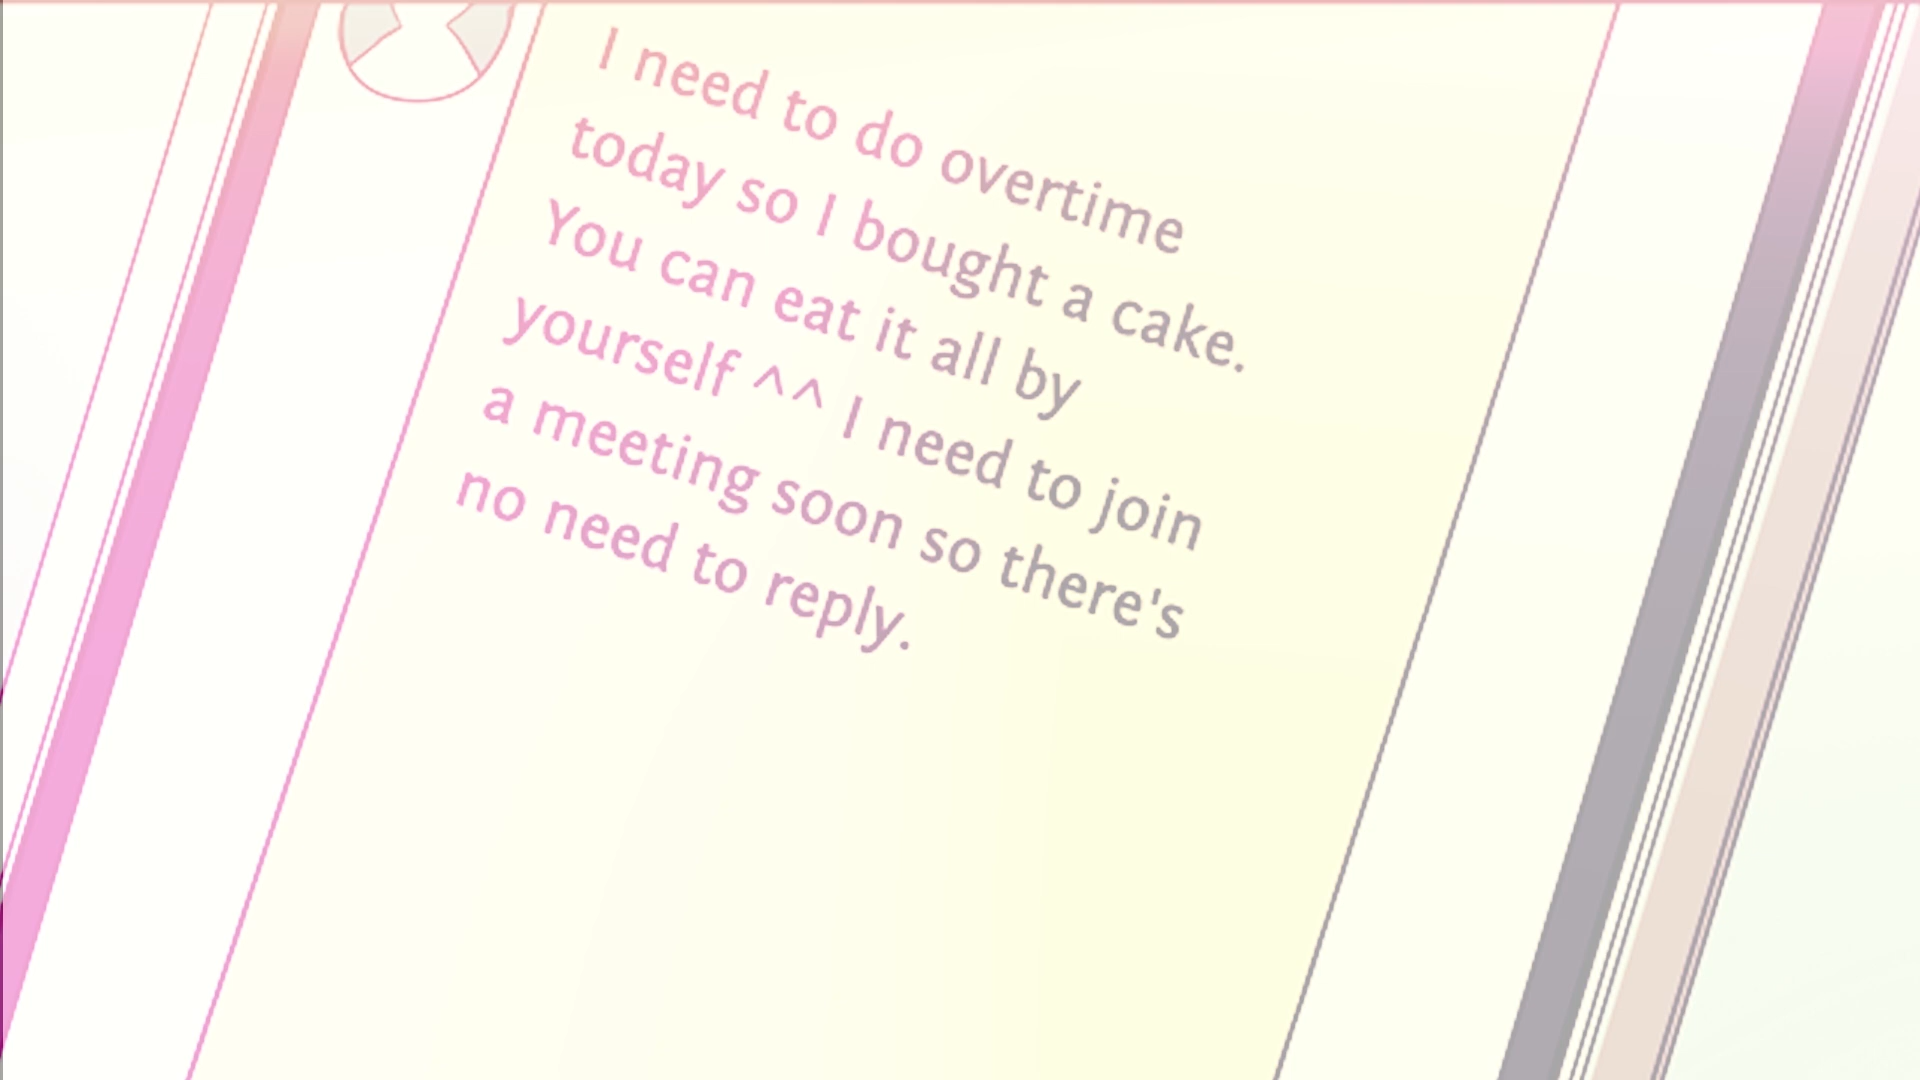 I need to do overtime
today so I bought a cake.
You can eat it all by
yourself ^^ I need to join
a meeting soon so there's
no need to reply.